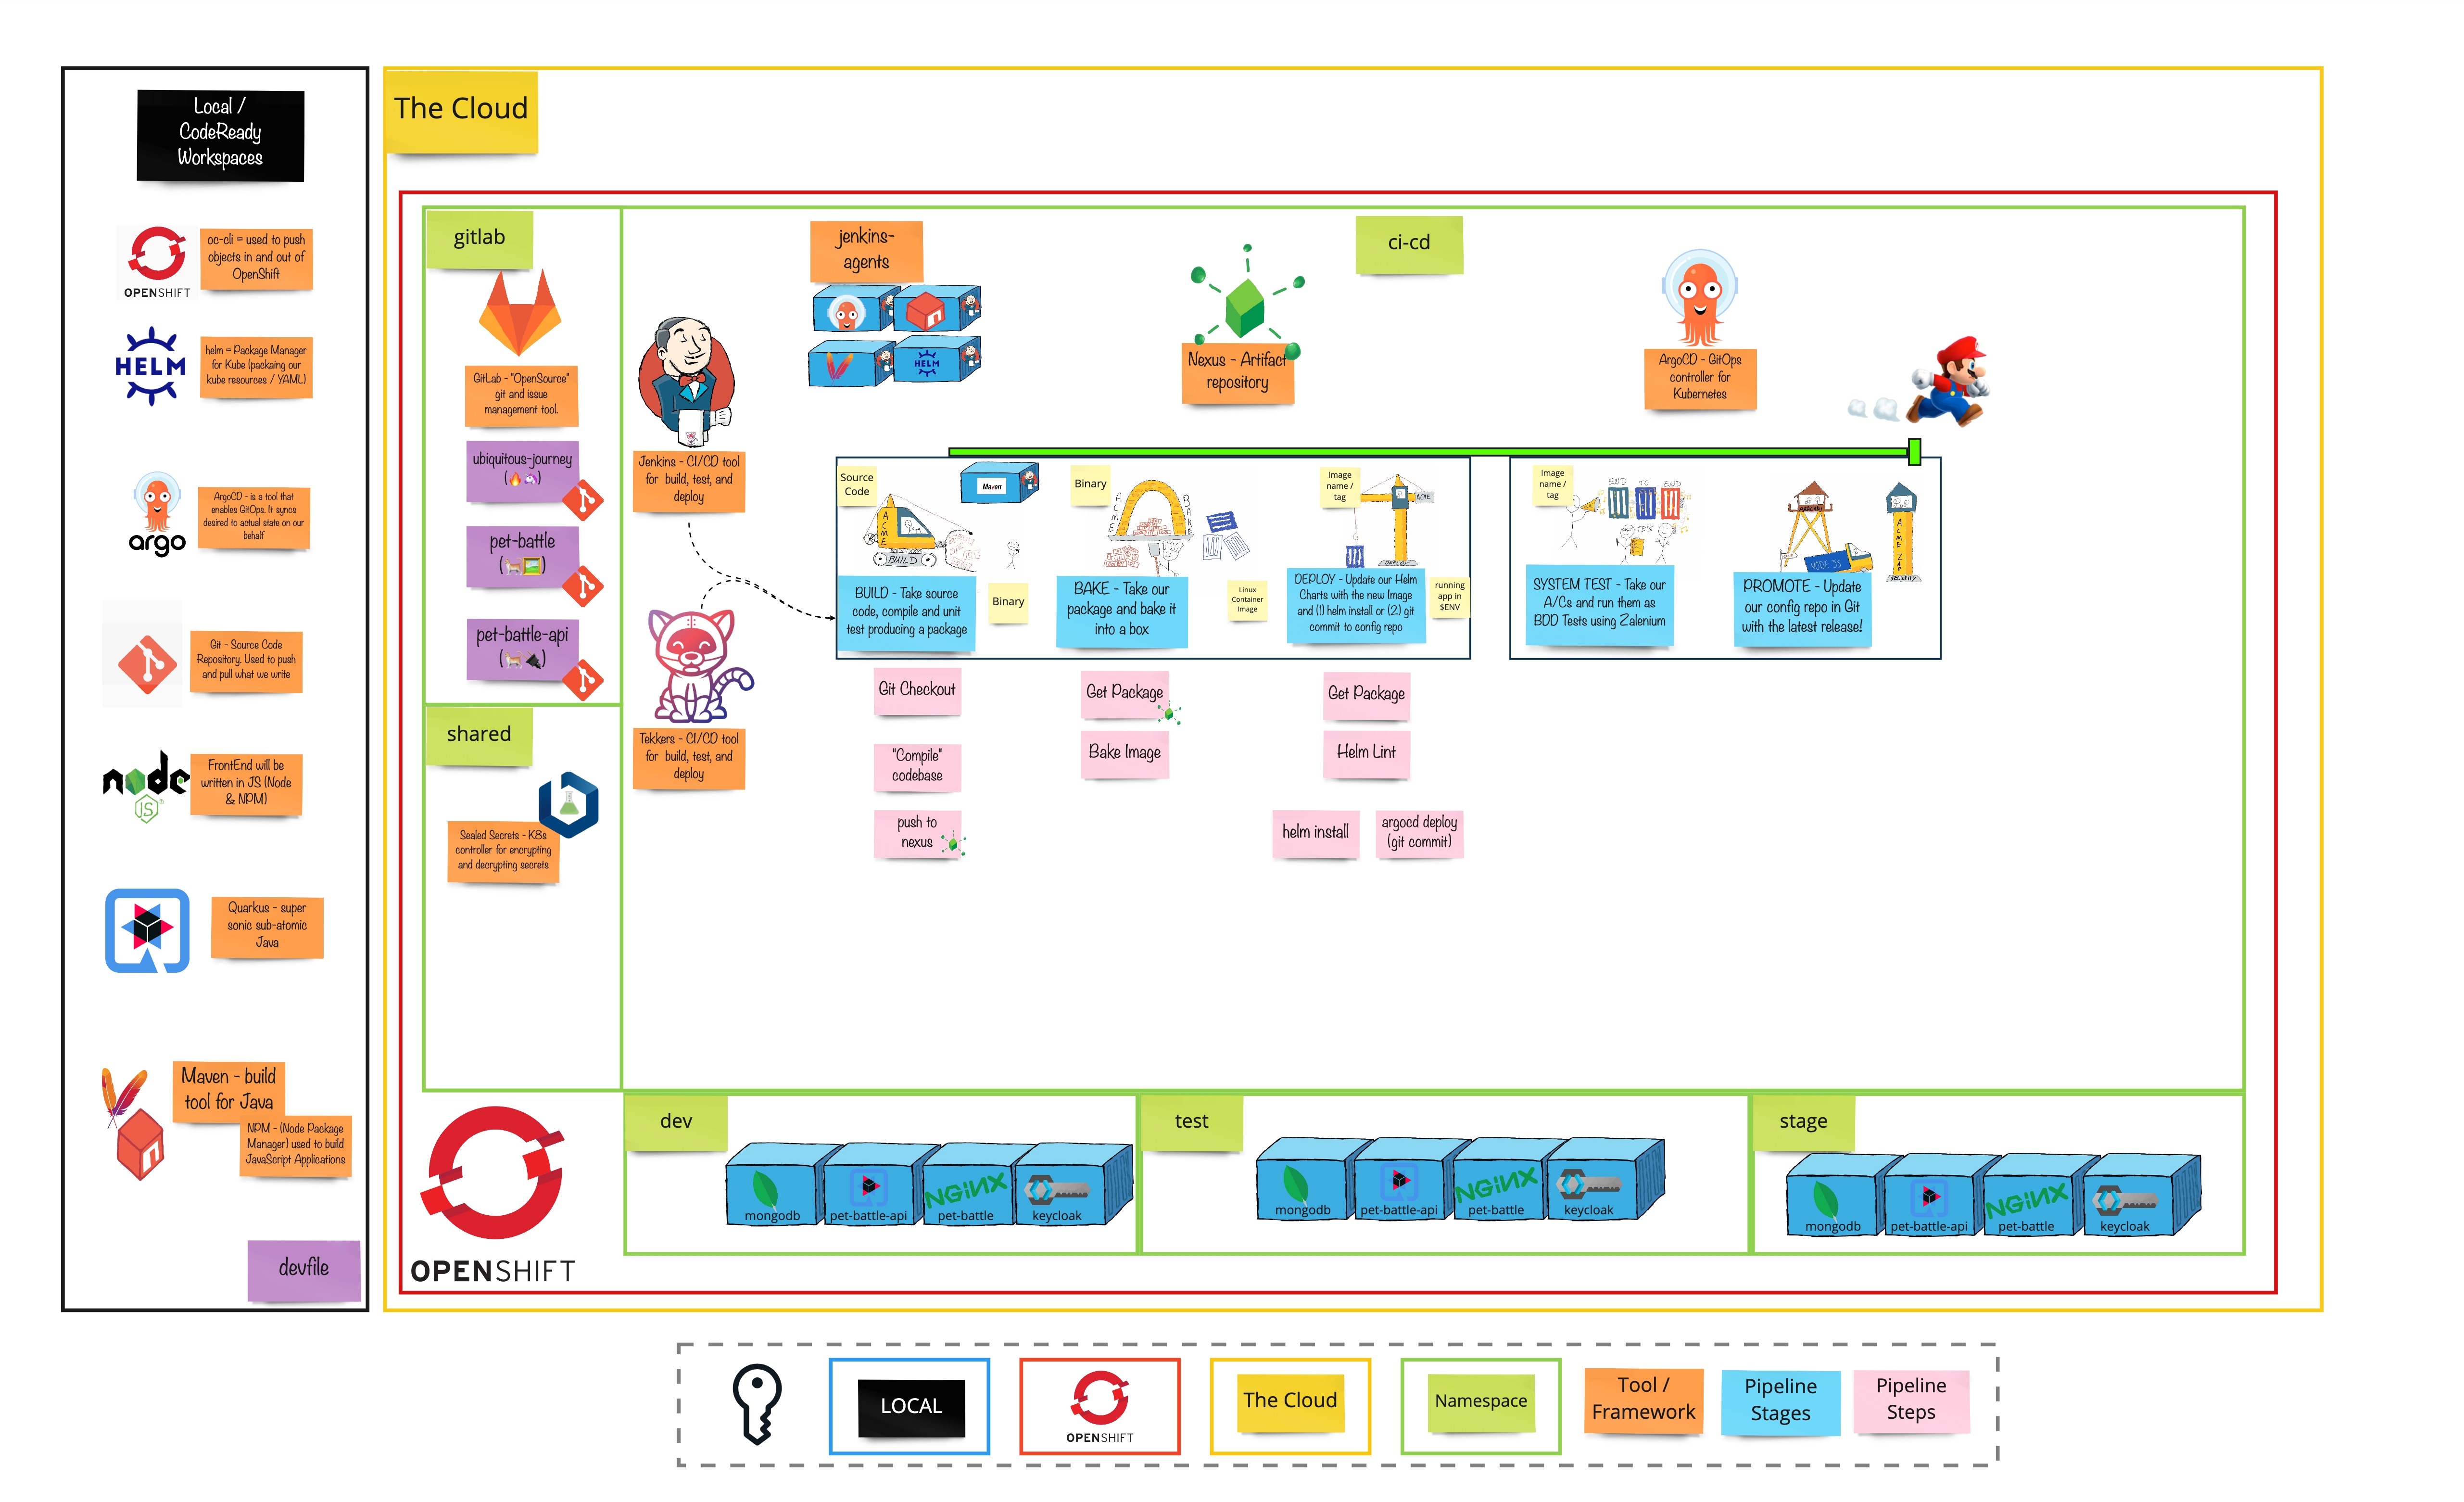 Local /
CodeReady
Workspaces
OPENSHIFT
oc-cli = used to push
objects in and out of
OpenShift
HELM
helm = Package Manager
for Kube (packaing our
kube resources / YAML)
argo
ArgoCD - is a tool that
enables GitOps. It syncs
desired to actual state on our
behalf
Git - Source Code
Repository. Used to push
and pull what we write
node
JS
FrontEnd will be
written in JS (Node
& NPM)
Quarkus - super
sonic sub-atomic
Java
Maven - build
tool for Java
NPM - (Node Package
Manager) used to build
JavaScript Applications
devfile
The Cloud
gitlab
GitLab - "OpenSource"
git and issue
management tool.
ubiquitous-journey
(🔥🦄)
pet-battle
pet-battle-api
shared
Sealed Secrets - K8s
controller for encrypting
and decrypting secrets
Jenkins - CI/CD tool
for build, test, and
deploy
Tekkers - CI/CD tool
for build, test, and
deploy
jenkins-
agents
HELM
Nexus - Artifact
repository
ci-cd
ArgoCD - GitOps
controller for
Kubernetes
Source
Code
Maven
ACME
BUILD
BUILD - Take source
code, compile and unit
test producing a package
Binary
Binary
ACME
BAKE
BAKE - Take our
package and bake it
into a box
Linux
Container
Image
Image
name /
tag
ACME
DEPLOY - Update our Helm
Charts with the new Image
and (1) helm install or (2) git
commit to config repo
running
app in
$ENV
Image
name /
tag
END TO END
TEST
SYSTEM TEST - Take our
A/Cs and run them as
BDD Tests using Zalenium
NODE JS
ACME ZAP
SECURITY
PROMOTE - Update
our config repo in Git
with the latest release!
Git Checkout
"Compile"
codebase
push to
nexus
Get Package
Bake Image
Get Package
Helm Lint
helm install
argocd deploy
(git commit)
OPENSHIFT
dev
mongodb
pet-battle-api
NGINX
pet-battle
keycloak
test
mongodb
pet-battle-api
NGINX
pet-battle
keycloak
stage
mongodb
pet-battle-api
NGINX
pet-battle
keycloak
LOCAL
OPENSHIFT
The Cloud
Namespace
Tool /
Framework
Pipeline
Stages
Pipeline
Steps